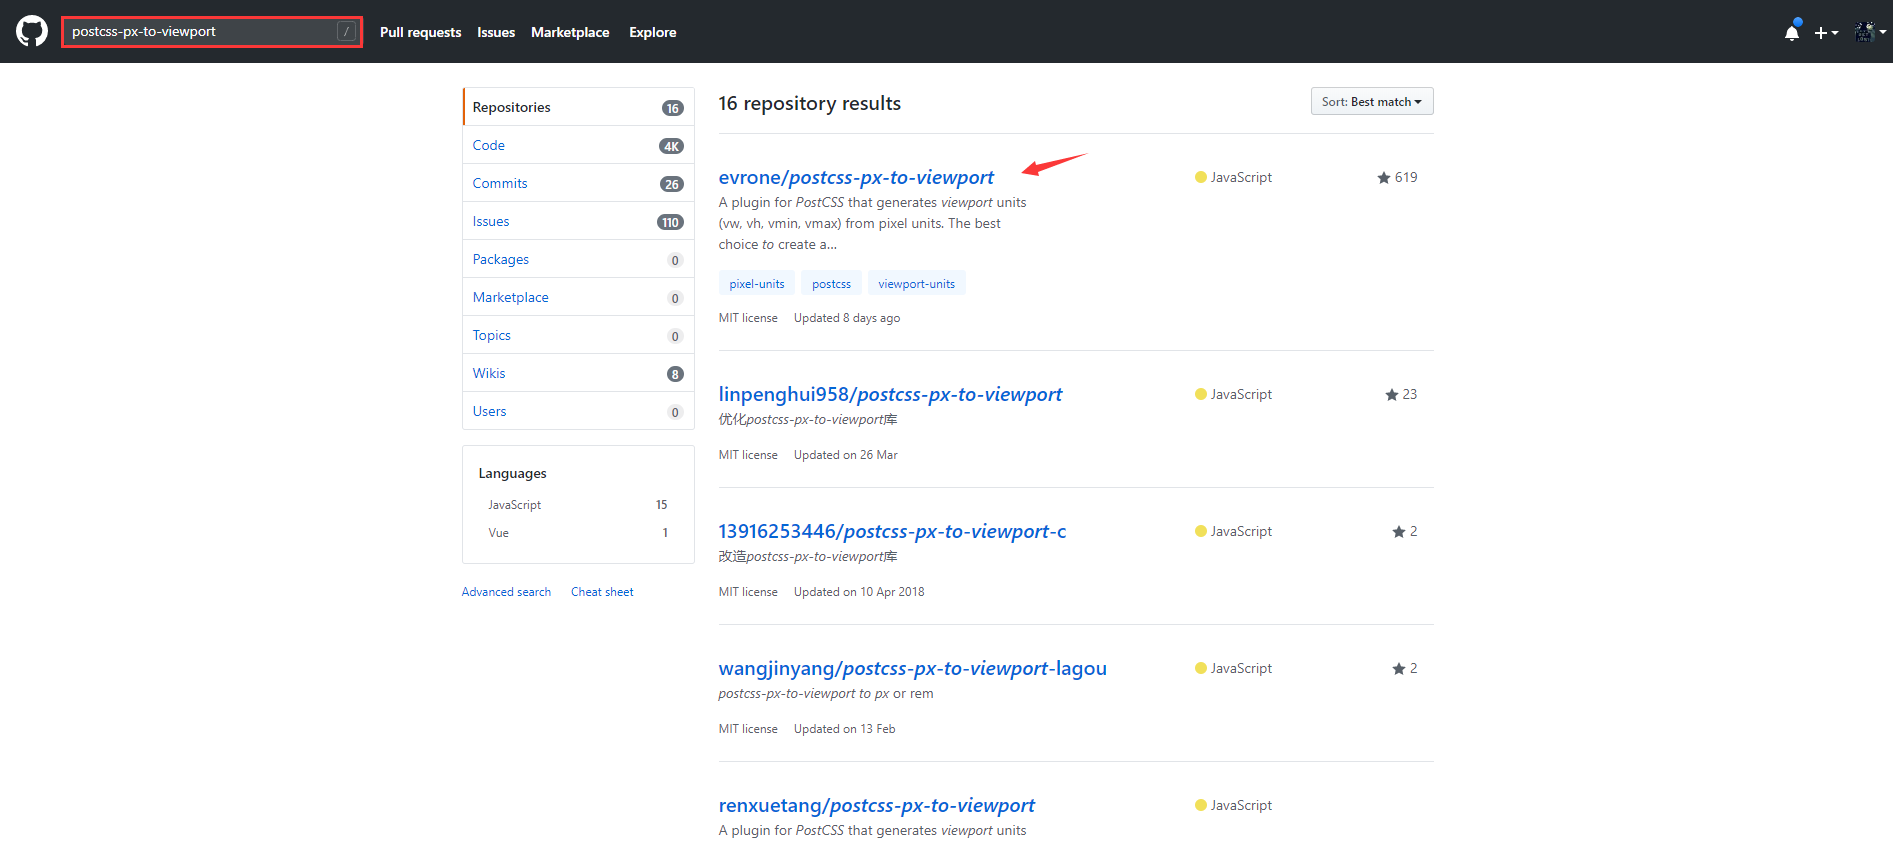 postcss-px-to-viewport /
Pull requests Issues Marketplace Explore
Repositories 16
Code 4K
Commits 26
Issues 110
Packages 0
Marketplace 0
Topics 0
Wikis 8
Users 0
Languages
JavaScript 15
Vue 1
Advanced search Cheat sheet
16 repository results
Sort: Best match
evrone/postcss-px-to-viewport
JavaScript
619
A plugin for PostCSS that generates viewport units
(vw, vh, vmin, vmax) from pixel units. The best
choice to create a...
pixel-units postcss viewport-units
MIT license Updated 8 days ago
linpenghui958/postcss-px-to-viewport
JavaScript
23
优化postcss-px-to-viewport库
MIT license Updated on 26 Mar
13916253446/postcss-px-to-viewport-c
JavaScript
2
改造postcss-px-to-viewport库
MIT license Updated on 10 Apr 2018
wangjinyang/postcss-px-to-viewport-lagou
JavaScript
2
postcss-px-to-viewport to px or rem
MIT license Updated on 13 Feb
renxuetang/postcss-px-to-viewport
JavaScript
A plugin for PostCSS that generates viewport units